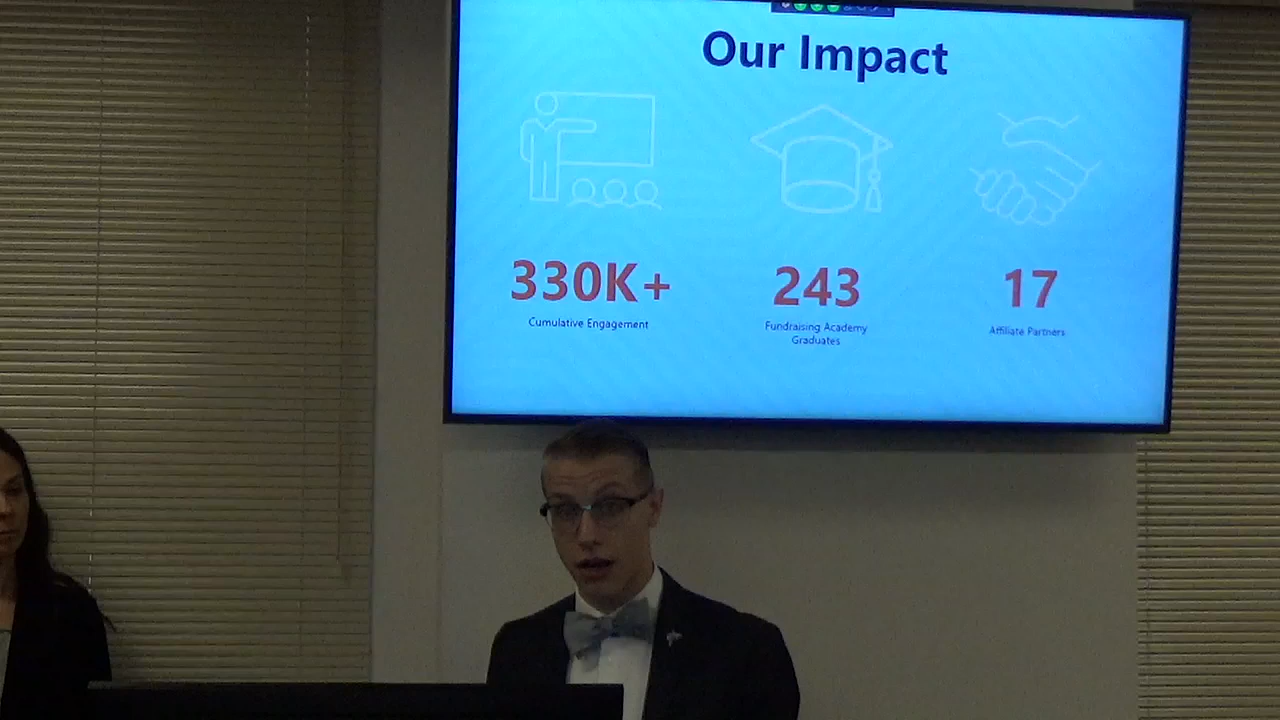 Our Impact
330K+
243
17
Cumulative Engagement
Fundraising Academy
Graduates
Affiliate Partners